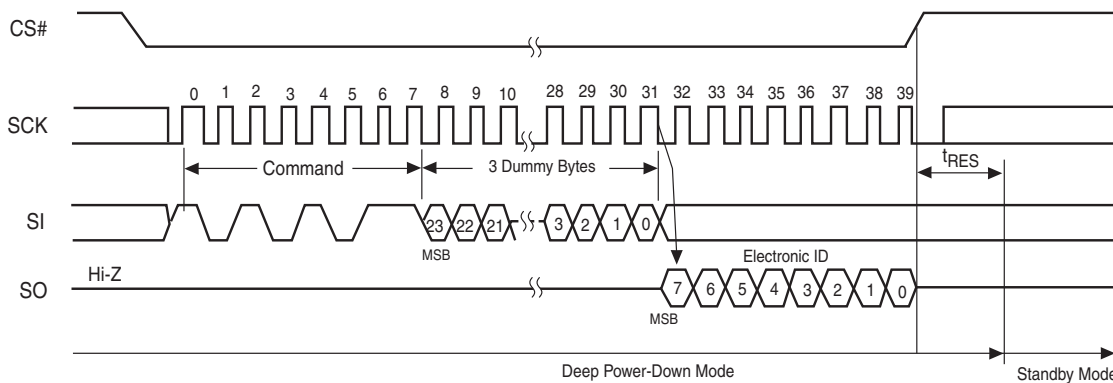 CS#
0 1 2 3 4 5 6 7 8 9 10 28 29 30 31 32 33 34 35 36 37 38 39
SCK
Command 3 Dummy Bytes tRES
SI
23 22 21 3 2 1 0
MSB
Electronic ID
Hi-Z
SO
7 6 5 4 3 2 1 0
MSB
Deep Power-Down Mode Standby Mode